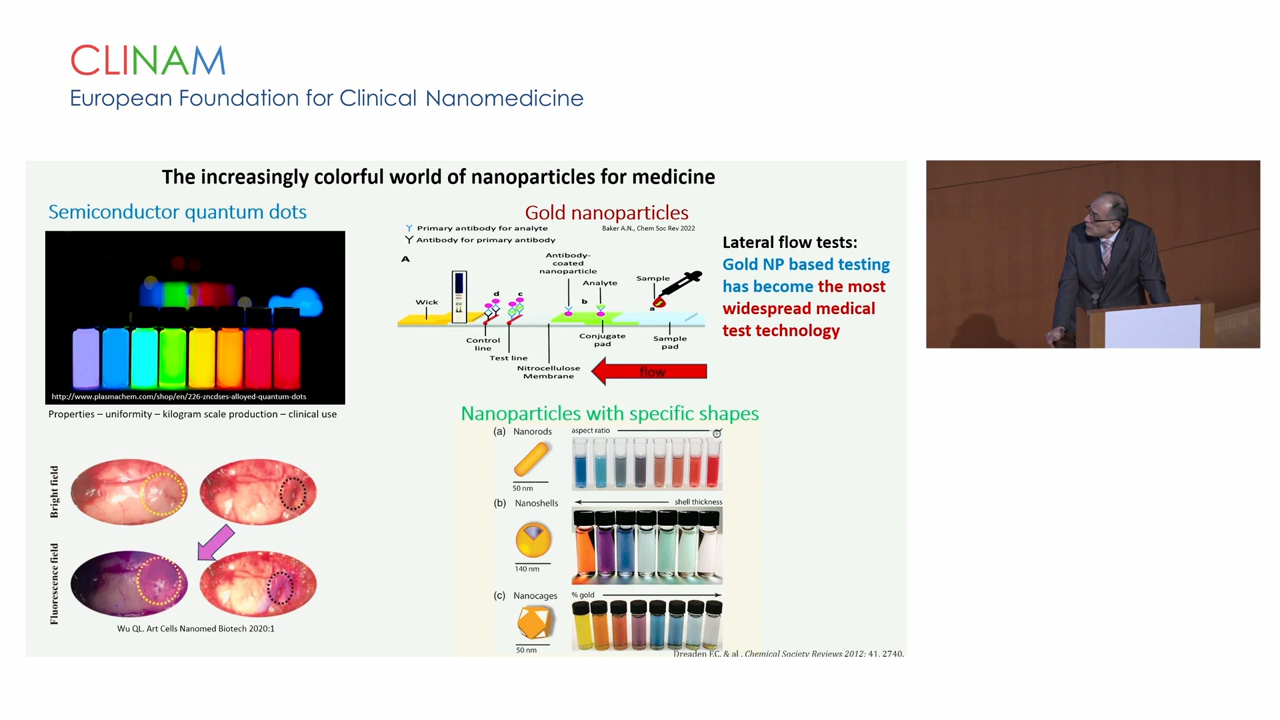 CLINAM
European Foundation for Clinical Nanomedicine
The increasingly colorful world of nanoparticles for medicine
Semiconductor quantum dots
http://www.plasmachem.com/shop/en/226-zncdses-alloyed-quantum-dots
Properties – uniformity – kilogram scale production – clinical use
Bright field
Fluorescence field
Wu QL. Art Cells Nanomed Biotech 2020:1
Gold nanoparticles
Primary antibody for analyte
Baker A.N., Chem Soc Rev 2022
Antibody for primary antibody
A
Antibody-
coated
nanoparticle
Analyte
Sample
Wick
d
c
b
a
Control
line
Test line
Nitrocellulose
Membrane
Conjugate
pad
Sample
pad
flow
Lateral flow tests:
Gold NP based testing
has become the most
widespread medical
test technology
Nanoparticles with specific shapes
(a) Nanorods
aspect ratio
50 nm
(b) Nanoshells
shell thickness
140 nm
(c) Nanocages
% gold
50 nm
Dreaden EC. & al. Chemical Society Reviews 2012; 41, 2740.